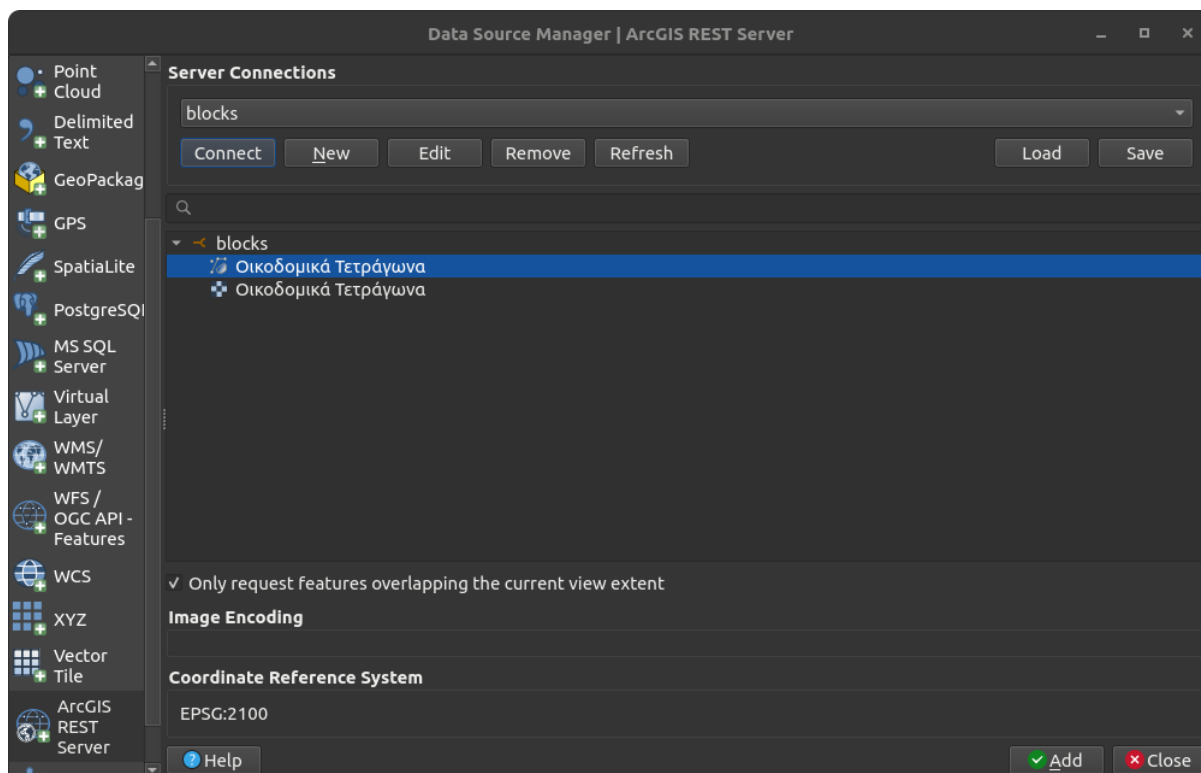 Data Source Manager | ArcGIS REST Server
Point
Cloud
Delimited
Text
GeoPackag
GPS
SpatiaLite
PostgreSQL
MS SQL
Server
Virtual
Layer
WMS/
WMTS
WFS /
OGC API -
Features
WCS
XYZ
Vector
Tile
ArcGIS
REST
Server
Server Connections
blocks
Connect New Edit Remove Refresh Load Save
blocks
Οικοδομικά Τετράγωνα
Οικοδομικά Τετράγωνα
Only request features overlapping the current view extent
Image Encoding
Coordinate Reference System
EPSG:2100
Help Add Close